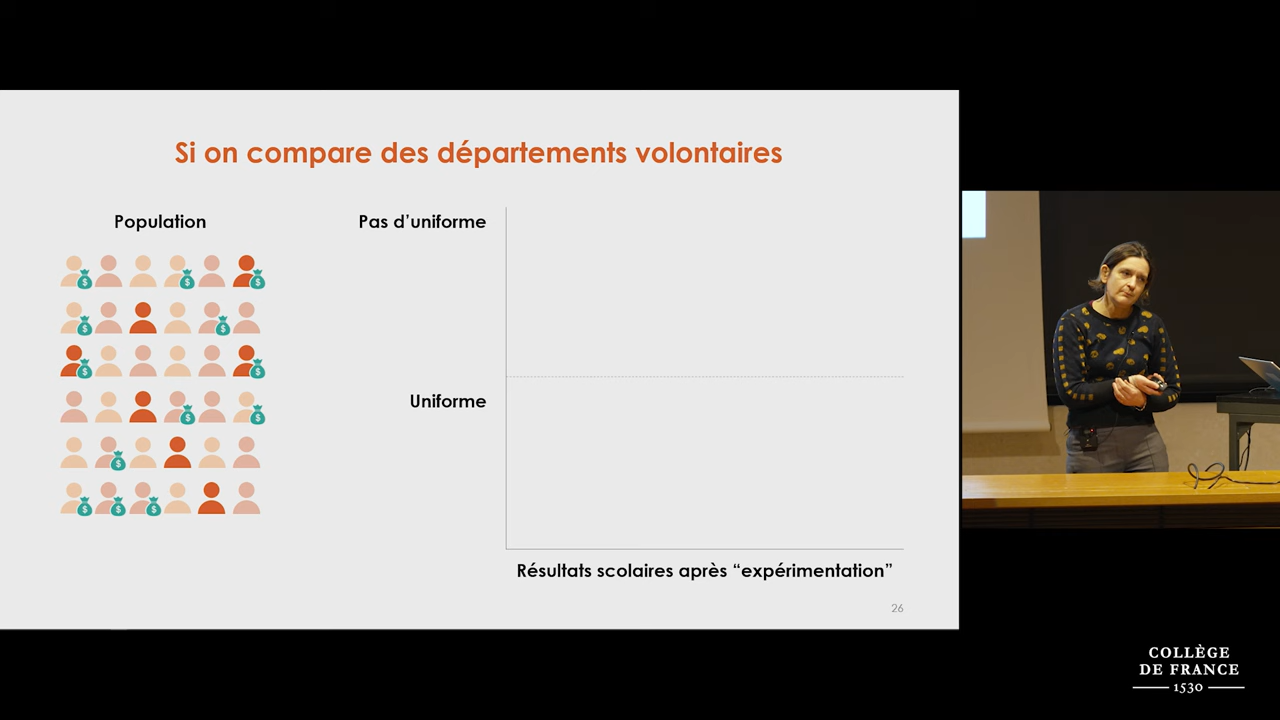 Si on compare des départements volontaires
Population
Pas d’uniforme
Uniforme
Résultats scolaires après “expérimentation”
26
COLLÈGE
DE FRANCE
1530